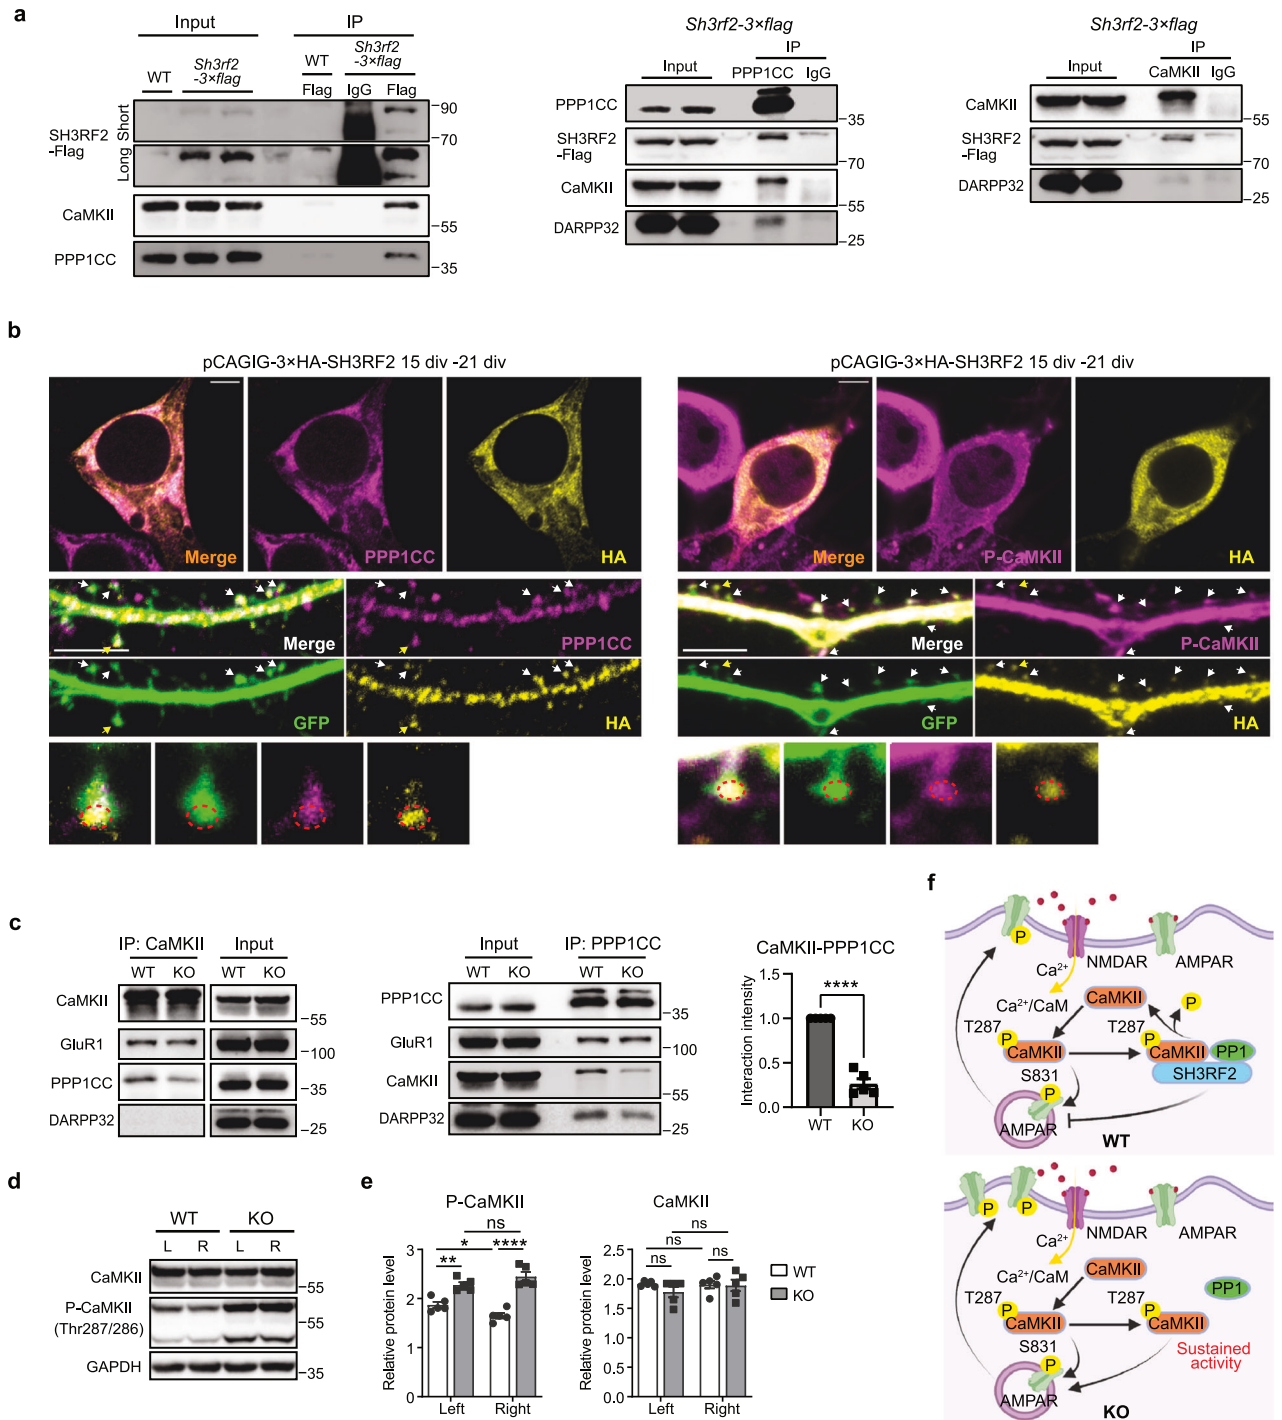 a
Input
IP
WT
Sh3rf2
-3×flag
WT
Sh3rf2
-3×flag
Flag
IgG
Flag
SH3RF2
-Flag
Short
Long
90
70
CaMKII
55
PPP1CC
35
Sh3rf2-3×flag
Input
IP
PPP1CC
IgG
PPP1CC
35
SH3RF2
-Flag
70
CaMKII
55
DARPP32
25
Sh3rf2-3×flag
Input
IP
CaMKII
IgG
CaMKII
55
SH3RF2
-Flag
70
DARPP32
25
b
pCAGIG-3×HA-SH3RF2 15 div -21 div
Merge
PPP1CC
HA
Merge
PPP1CC
GFP
HA
pCAGIG-3×HA-SH3RF2 15 div -21 div
Merge
P-CaMKII
HA
Merge
P-CaMKII
GFP
HA
c
IP: CaMKII
Input
WT
KO
WT
KO
CaMKII
55
GluR1
100
PPP1CC
35
DARPP32
25
Input
IP: PPP1CC
WT
KO
WT
KO
PPP1CC
35
GluR1
100
CaMKII
55
DARPP32
25
CaMKII-PPP1CC
Interaction intensity
1.5
1.0
0.5
0.0
****
WT
KO
d
WT
KO
L
R
L
R
CaMKII
55
P-CaMKII
(Thr287/286)
55
GAPDH
35
e
P-CaMKII
Relative protein level
3
2
1
0
ns
*
**
****
Left
Right
CaMKII
Relative protein level
2.5
2.0
1.5
1.0
0.5
0
ns
ns
ns
ns
Left
Right
WT
KO
f
P
Ca²⁺
NMDAR
AMPAR
Ca²⁺/CaM
CaMKII
P
T287
P
CaMKII
T287
P
CaMKII
PP1
SH3RF2
S831
P
AMPAR
WT
P
P
Ca²⁺
NMDAR
AMPAR
Ca²⁺/CaM
CaMKII
PP1
T287
P
CaMKII
T287
P
CaMKII
S831
P
Sustained
activity
AMPAR
KO